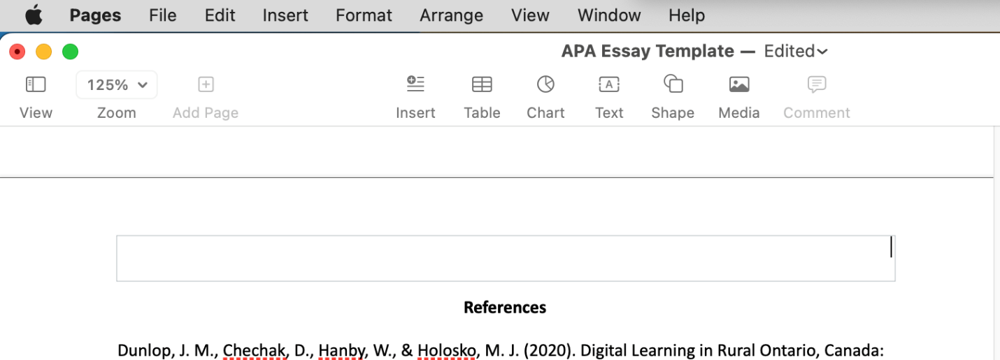 Pages File Edit Insert Format Arrange View Window Help
APA Essay Template — Edited
125%
View Zoom Add Page Insert Table Chart Text Shape Media Comment
References
Dunlop, J. M., Chechak, D., Hanby, W., & Holosko, M. J. (2020). Digital Learning in Rural Ontario, Canada: